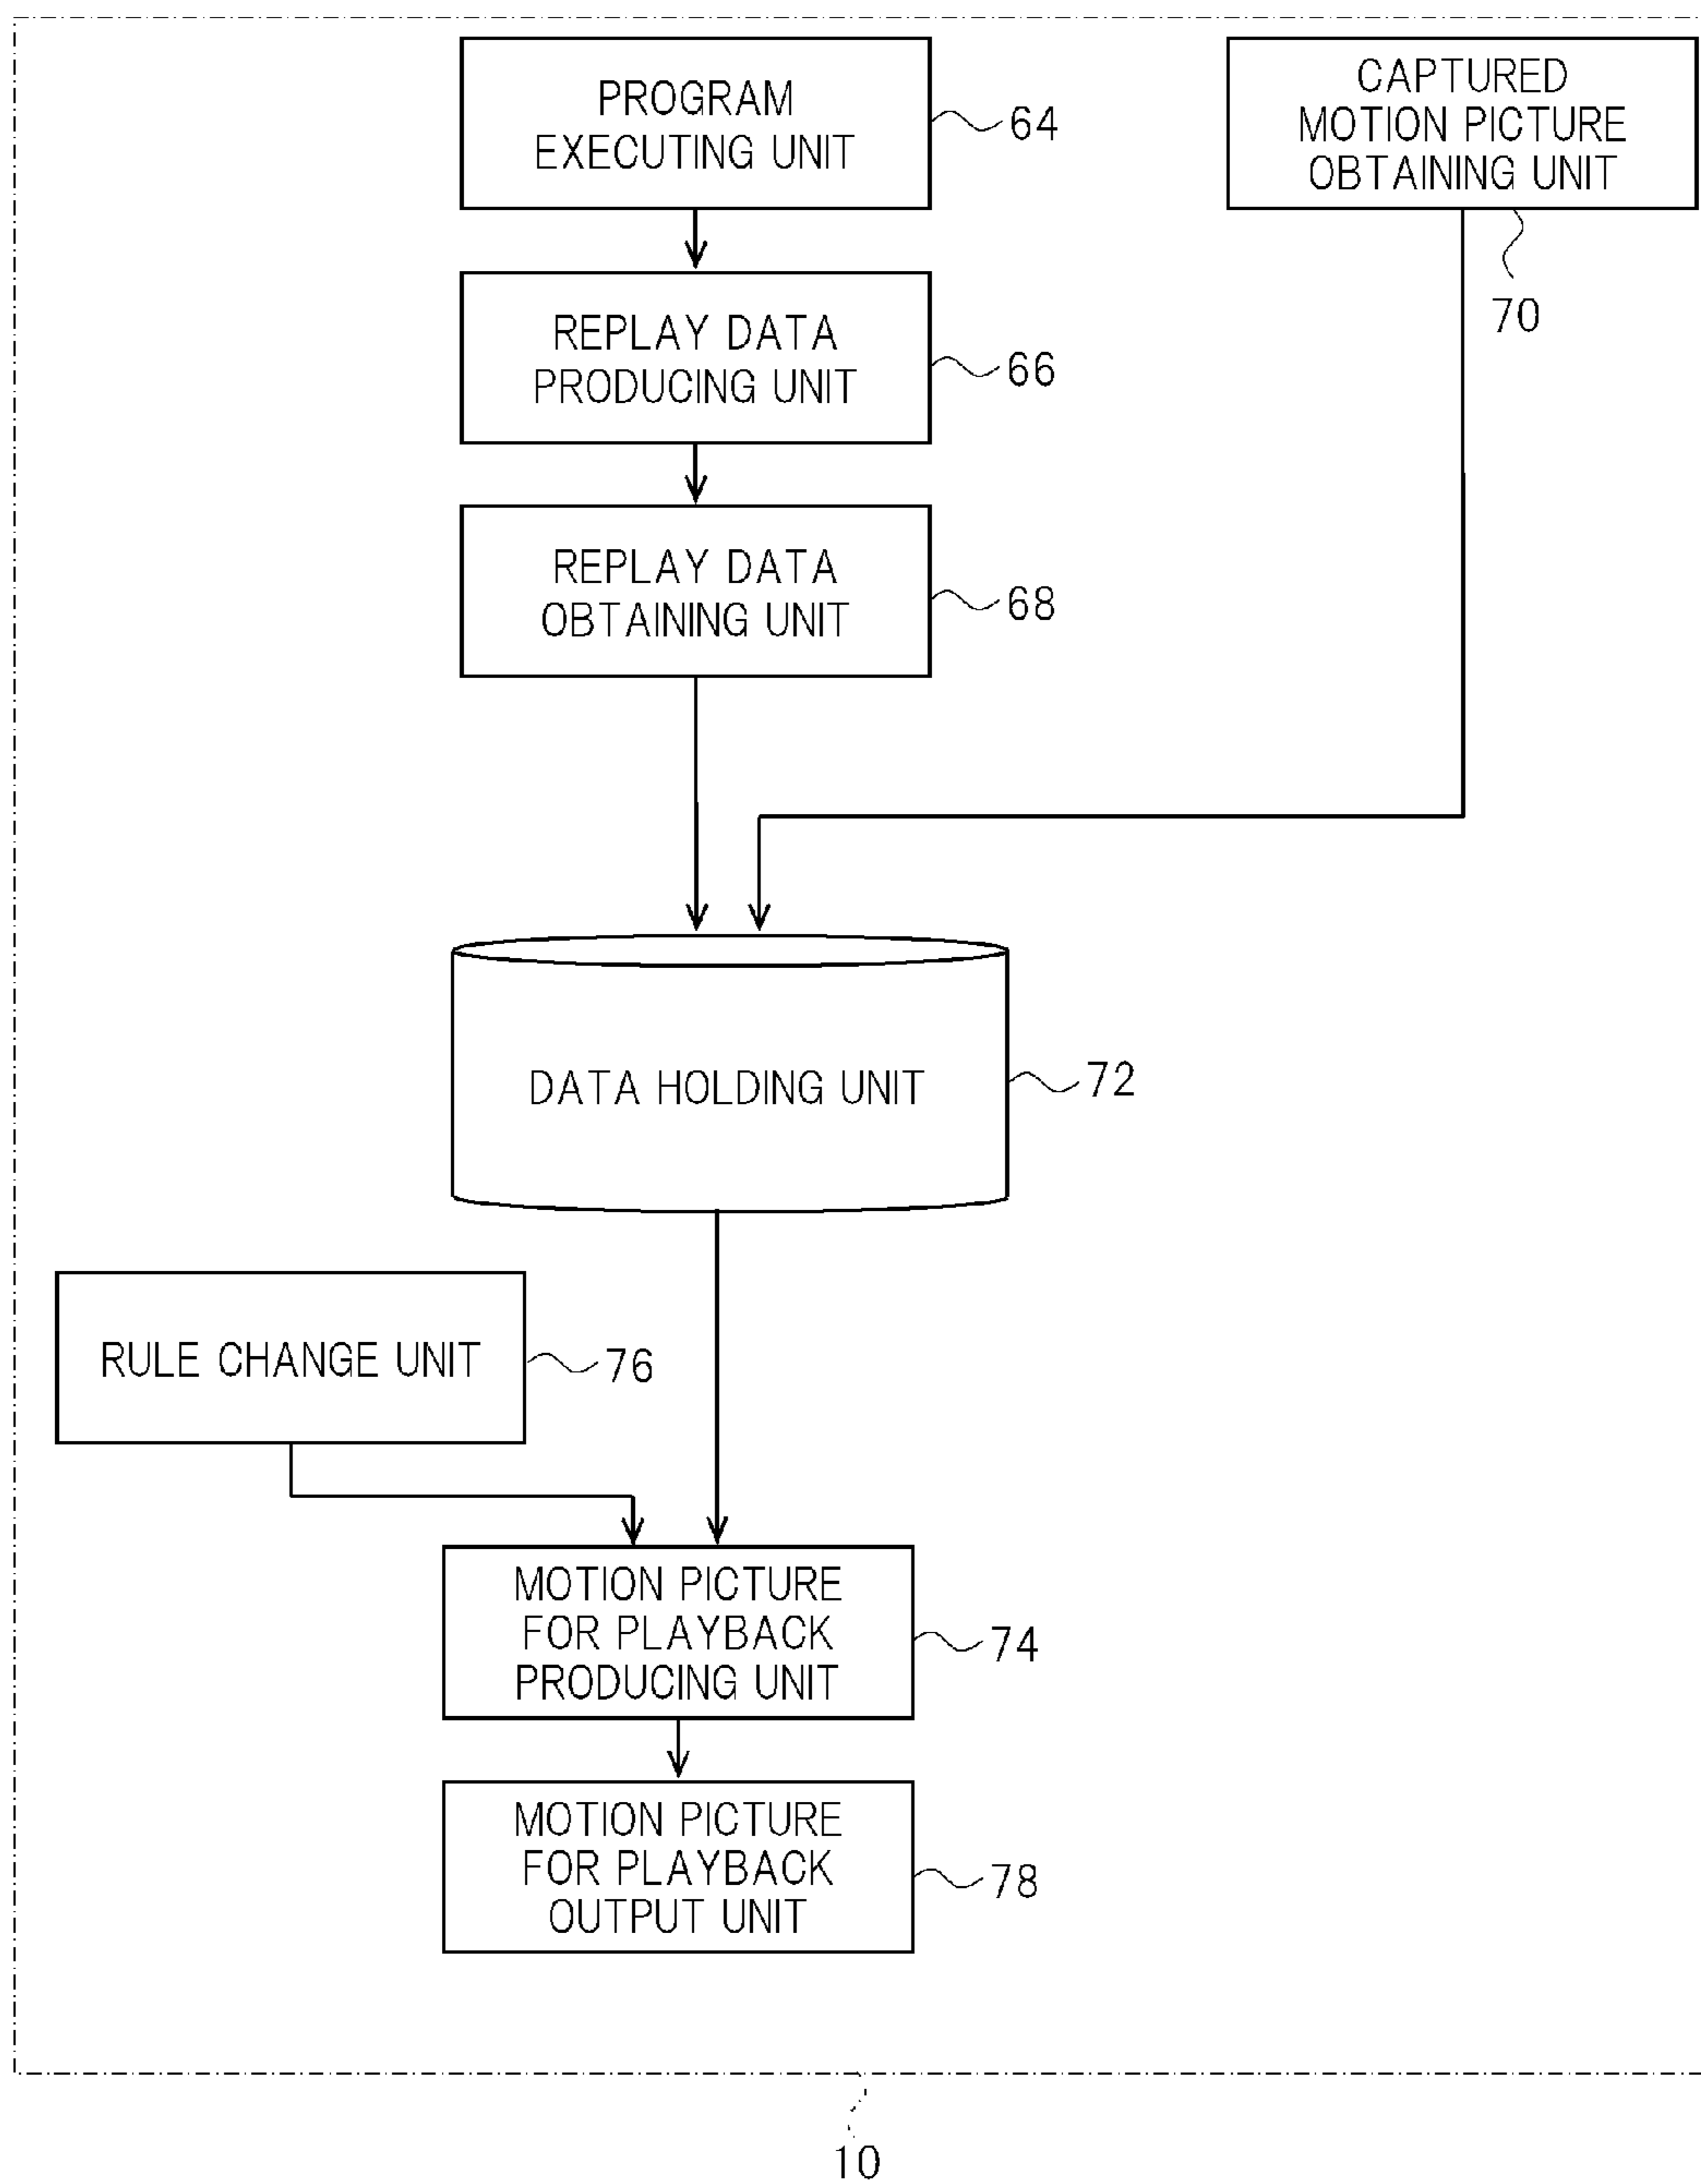 PROGRAM
EXECUTING UNIT
64
CAPTURED
MOTION PICTURE
OBTAINING UNIT
70
REPLAY DATA
PRODUCING UNIT
66
REPLAY DATA
OBTAINING UNIT
68
DATA HOLDING UNIT
72
RULE CHANGE UNIT
76
MOTION PICTURE
FOR PLAYBACK
PRODUCING UNIT
74
MOTION PICTURE
FOR PLAYBACK
OUTPUT UNIT
78
10